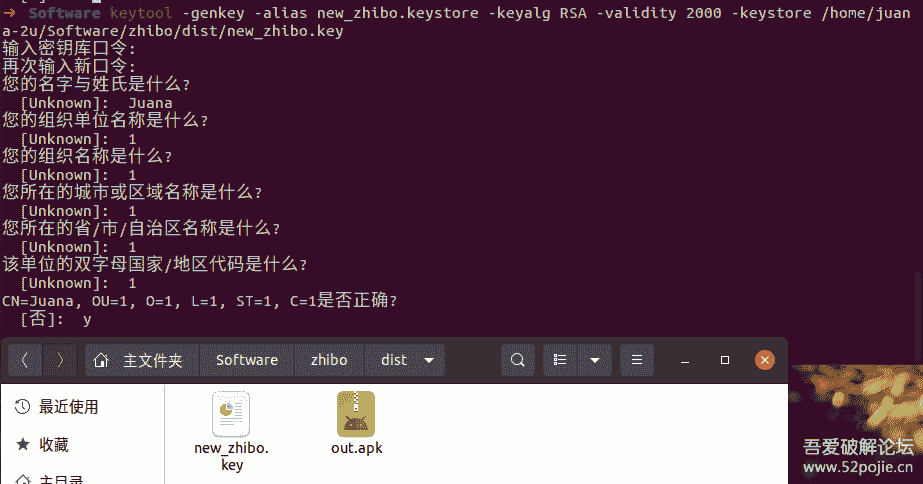 ➜ Software keytool -genkey -alias new_zhibo.keystore -keyalg RSA -validity 2000 -keystore /home/juan
a-2u/Software/zhibo/dist/new_zhibo.key
输入密钥库口令:
再次输入新口令:
您的名字与姓氏是什么?
[Unknown]: Juana
您的组织单位名称是什么?
[Unknown]: 1
您的组织名称是什么?
[Unknown]: 1
您所在的城市或区域名称是什么?
[Unknown]: 1
您所在的省/市/自治区名称是什么?
[Unknown]: 1
该单位的双字母国家/地区代码是什么?
[Unknown]: 1
CN=Juana, OU=1, O=1, L=1, ST=1, C=1是否正确?
[否]: y
主文件夹 Software zhibo dist
最近使用
收藏
主目录
new_zhibo.
key
out.apk
吾爱破解论坛
www.52pojie.cn